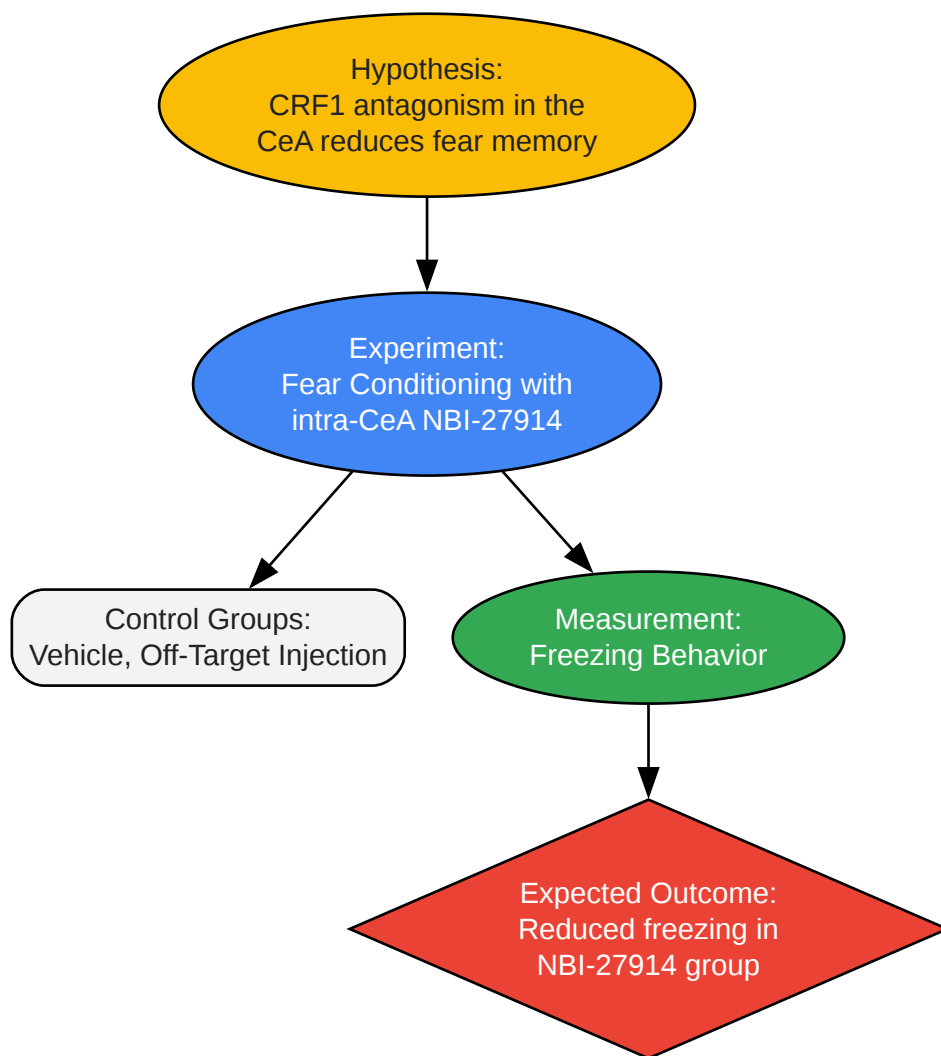 Hypothesis:
CRF1 antagonism in the
CeA reduces fear memory
Experiment:
Fear Conditioning with
intra-CeA NBI-27914
Control Groups:
Vehicle, Off-Target Injection
Measurement:
Freezing Behavior
Expected Outcome:
Reduced freezing in
NBI-27914 group